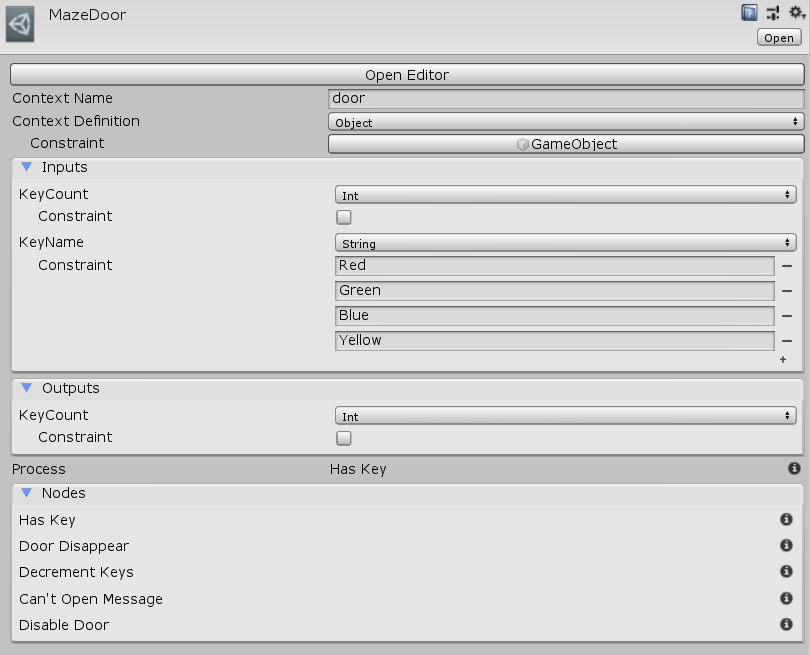 MazeDoor
Open
Open Editor
Context Name door
Context Definition Object
Constraint GameObject
Inputs
KeyCount Int
Constraint
KeyName String
Constraint Red
Green
Blue
Yellow
Outputs
KeyCount Int
Constraint
Process Has Key
Nodes
Has Key
Door Disappear
Decrement Keys
Can't Open Message
Disable Door